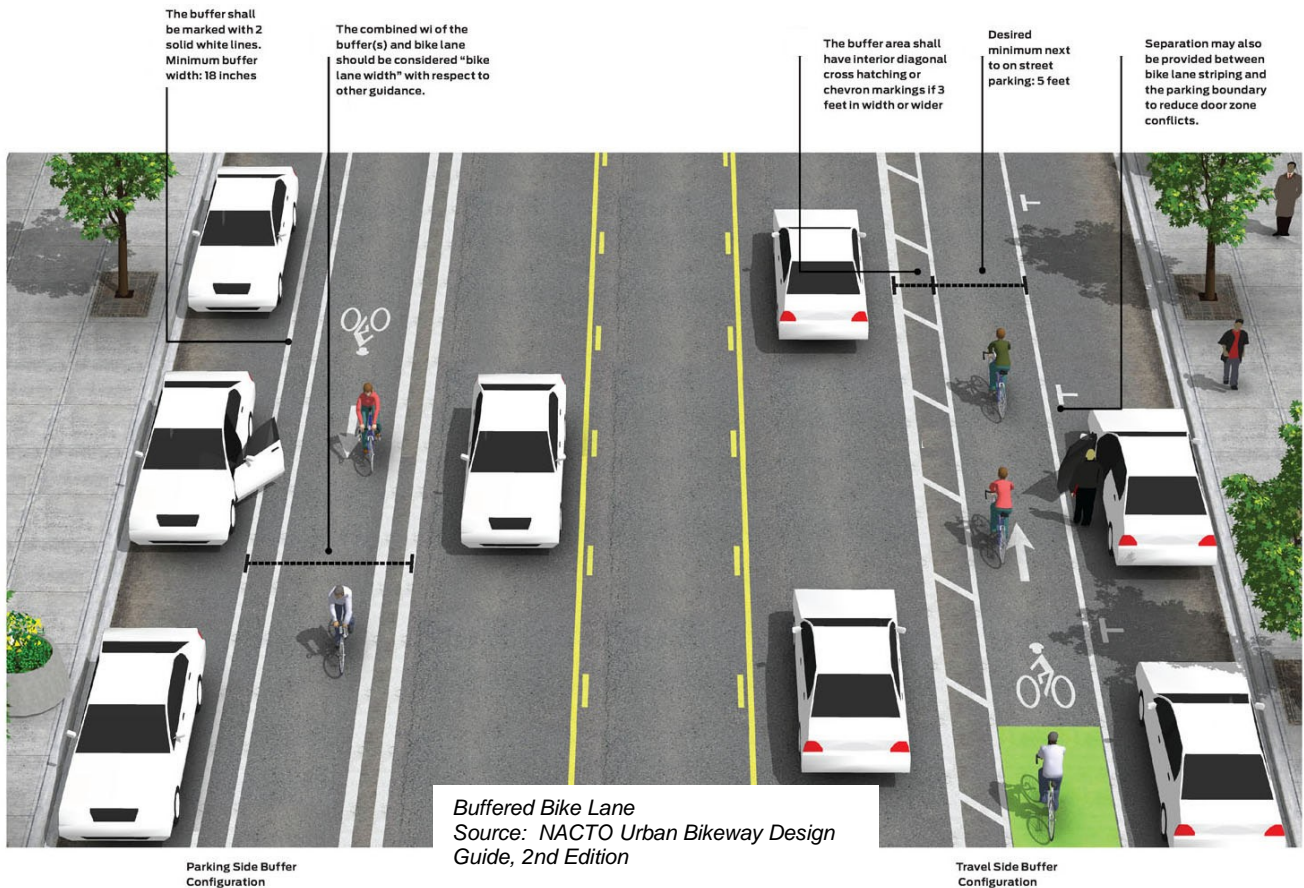 The buffer shall
be marked with 2
solid white lines.
Minimum buffer
width: 18 inches
The combined wi of the
buffer(s) and bike lane
should be considered “bike
lane width” with respect to
other guidance.
The buffer area shall
have interior diagonal
cross hatching or
chevron markings if 3
feet in width or wider
Desired
minimum next
to on street
parking: 5 feet
Separation may also
be provided between
bike lane striping and
the parking boundary
to reduce door zone
conflicts.
Buffered Bike Lane
Source: NACTO Urban Bikeway Design
Guide, 2nd Edition
Parking Side Buffer
Configuration
Travel Side Buffer
Configuration